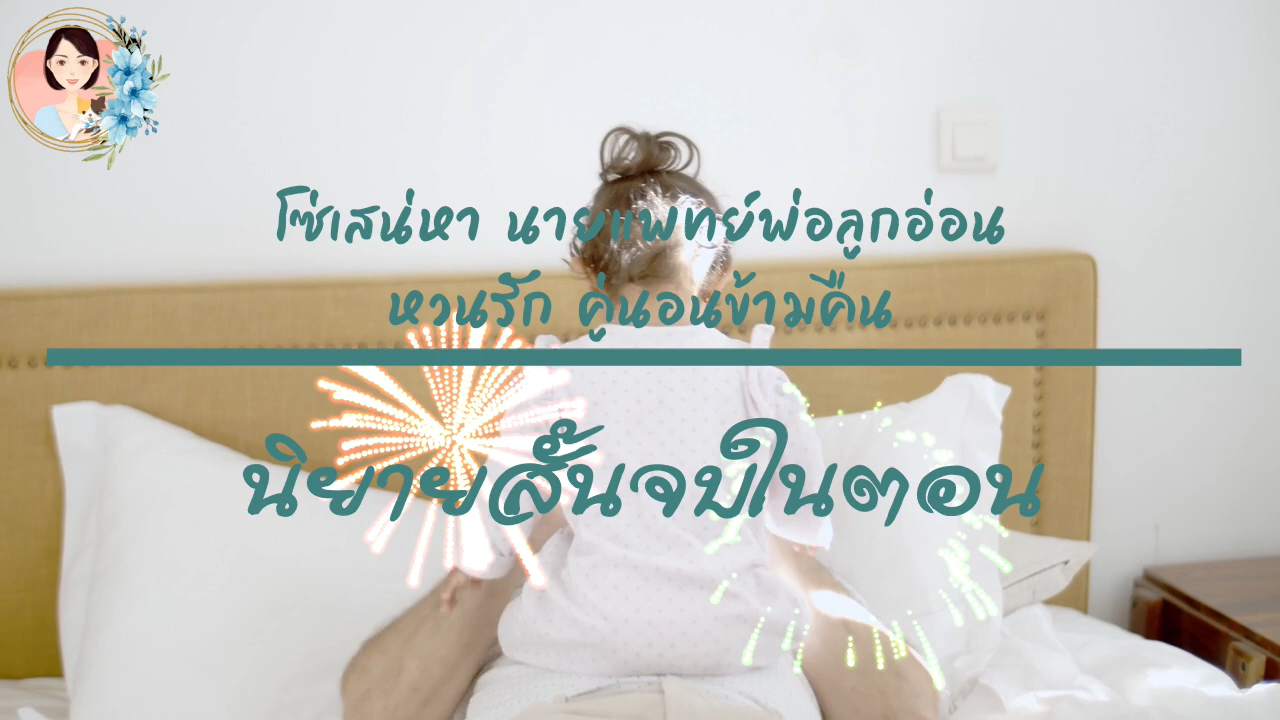 โซ่เสน่หา นายแพทย์พ่อลูกอ่อน
หวนรัก คู่นอนข้ามคืน
นิยายสั้นจบในตอน